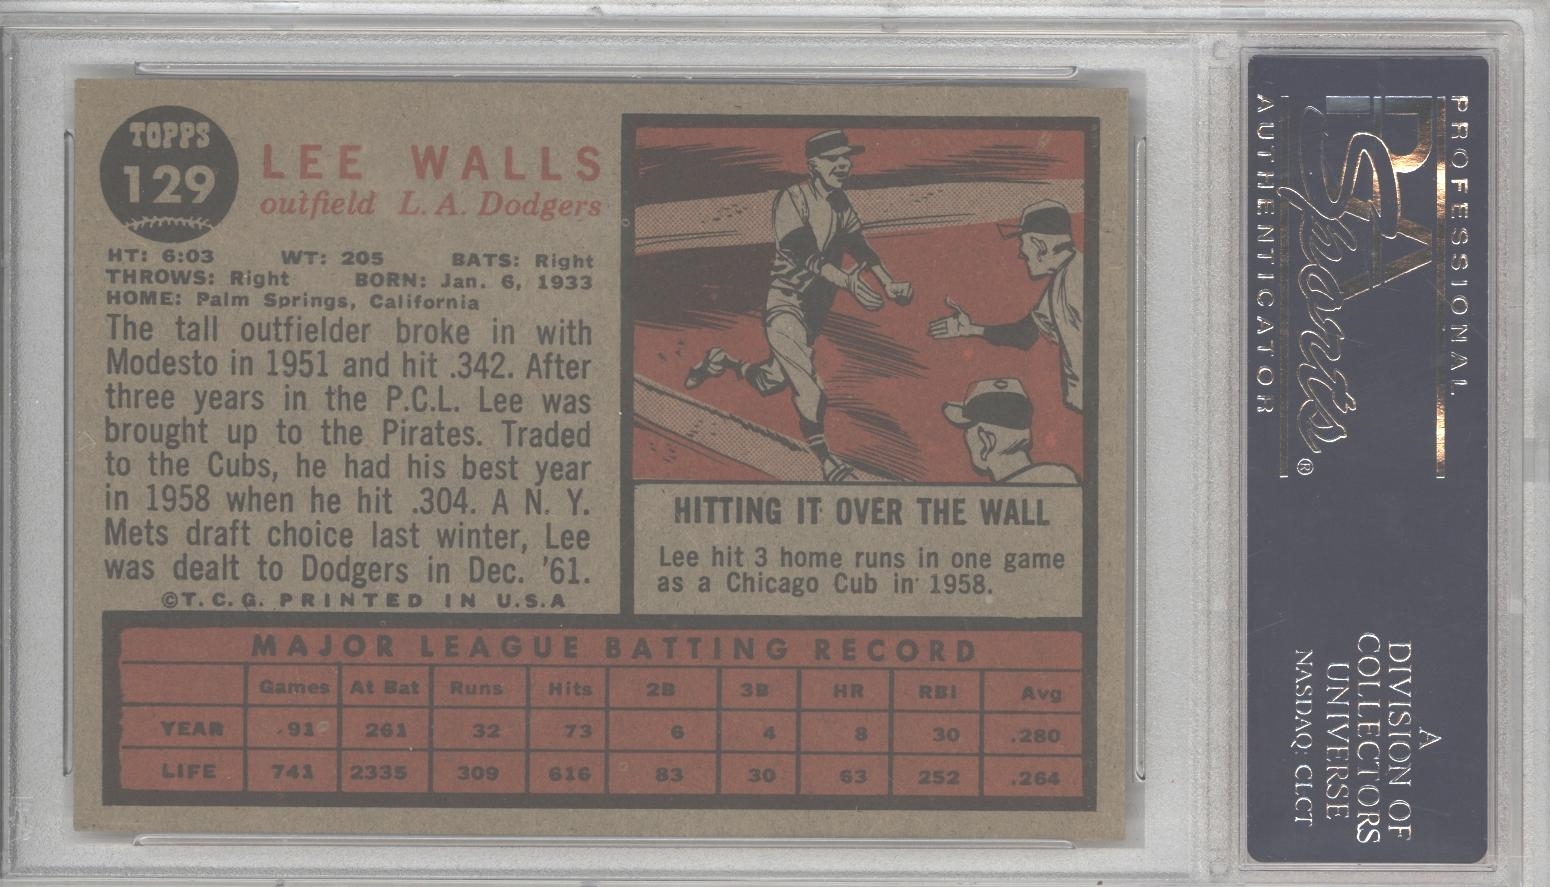 TOPPS
129
LEE WALLS
outfield L. A. Dodgers
HT: 6:03 WT: 205 BATS: Right
THROWS: Right BORN: Jan. 6, 1933
HOME: Palm Springs, California
The tall outfielder broke in with
Modesto in 1951 and hit .342. After
three years in the P.C.L. Lee was
brought up to the Pirates. Traded
to the Cubs, he had his best year
in 1958 when he hit .304. A N. Y.
Mets draft choice last winter, Lee
was dealt to Dodgers in Dec. '61.
©T. C. G. PRINTED IN U.S.A
HITTING IT OVER THE WALL
Lee hit 3 home runs in one game
as a Chicago Cub in 1958.
MAJOR LEAGUE BATTING RECORD
Games At Bat Runs Hits 2B 3B HR RBI Avg
YEAR 91 261 32 73 6 4 8 30 .280
LIFE 741 2335 309 616 83 30 63 252 .264
PROFESSIONAL
PSA
Sports®
AUTHENTICATOR
A
DIVISION OF
COLLECTORS
UNIVERSE
NASDAQ: CLCT